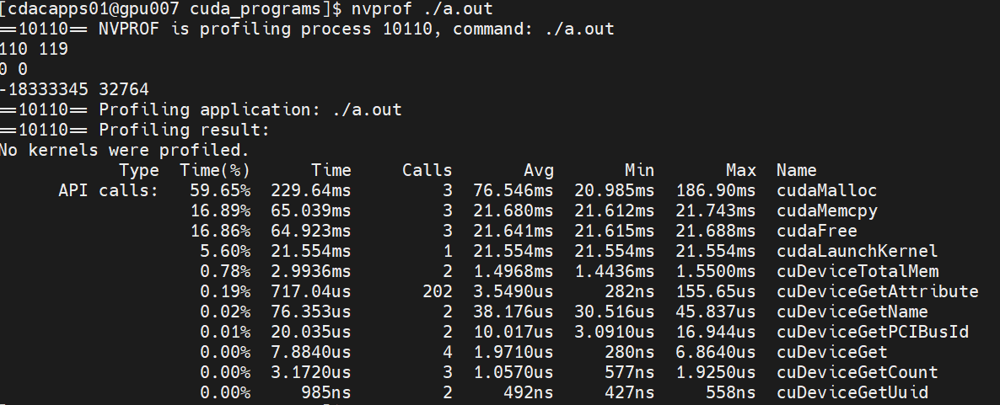 [cdacapps01@gpu007 cuda_programs]$ nvprof ./a.out
==10110== NVPROF is profiling process 10110, command: ./a.out
110 119
0 0
-18333345 32764
==10110== Profiling application: ./a.out
==10110== Profiling result:
No kernels were profiled.
Type Time(%) Time Calls Avg Min Max Name
API calls: 59.65% 229.64ms 3 76.546ms 20.985ms 186.90ms cudaMalloc
16.89% 65.039ms 3 21.680ms 21.612ms 21.743ms cudaMemcpy
16.86% 64.923ms 3 21.641ms 21.615ms 21.688ms cudaFree
5.60% 21.554ms 1 21.554ms 21.554ms 21.554ms cudaLaunchKernel
0.78% 2.9936ms 2 1.4968ms 1.4436ms 1.5500ms cuDeviceTotalMem
0.19% 717.04us 202 3.5490us 282ns 155.65us cuDeviceGetAttribute
0.02% 76.353us 2 38.176us 30.516us 45.837us cuDeviceGetName
0.01% 20.035us 2 10.017us 3.0910us 16.944us cuDeviceGetPCIBusId
0.00% 7.8840us 4 1.9710us 280ns 6.8640us cuDeviceGet
0.00% 3.1720us 3 1.0570us 577ns 1.9250us cuDeviceGetCount
0.00% 985ns 2 492ns 427ns 558ns cuDeviceGetUuid